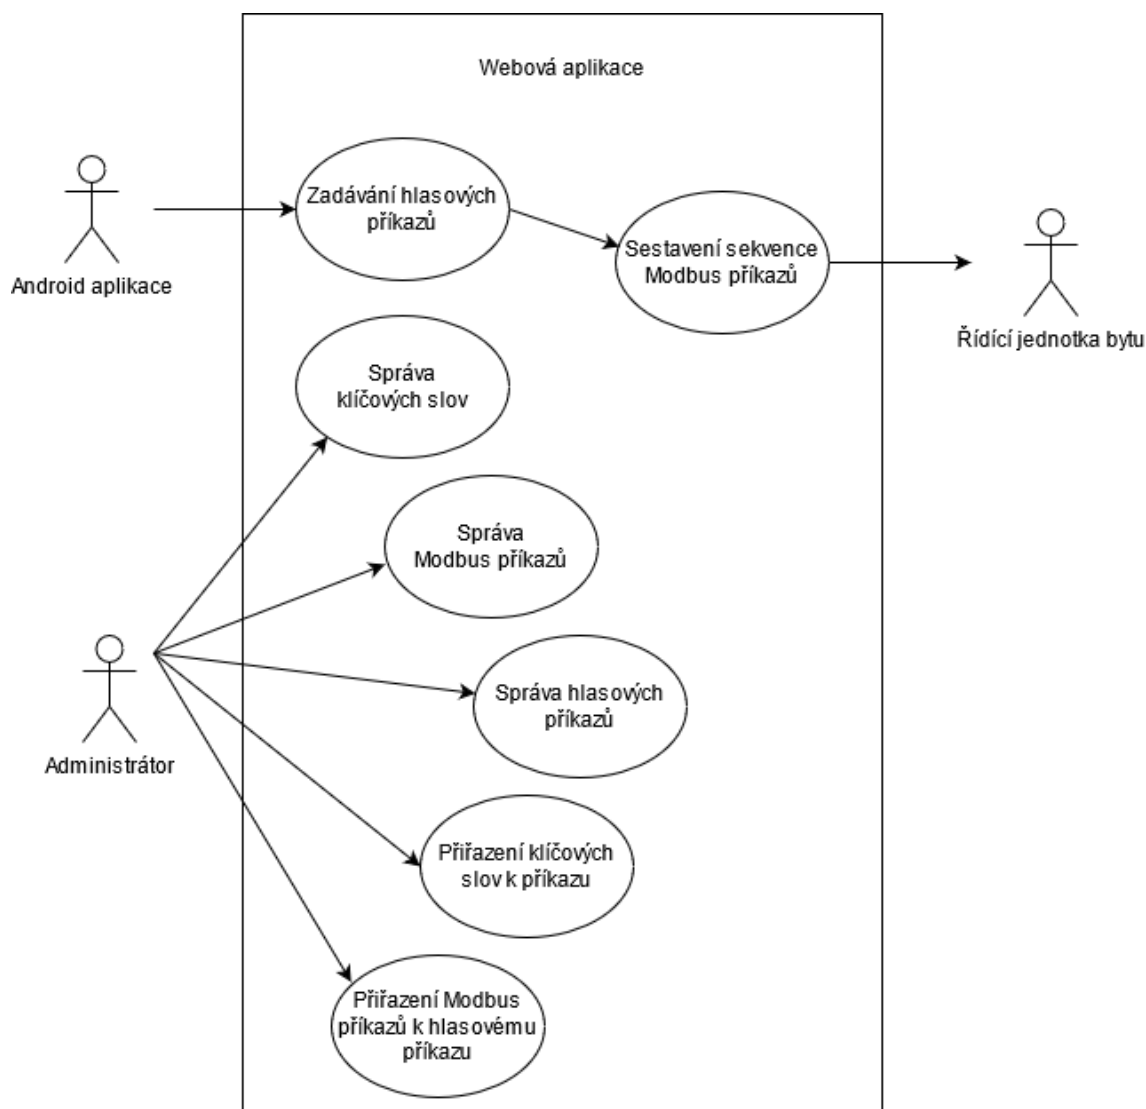 Webová aplikace
Zadávání hlasových
příkazů
Sestavení sekvence
Modbus příkazů
Android aplikace
Řídící jednotka bytu
Správa
klíčových slov
Správa
Modbus příkazů
Správa hlasových
příkazů
Administrátor
Přiřazení klíčových
slov k příkazu
Přiřazení Modbus
příkazů k hlasovému
příkazu